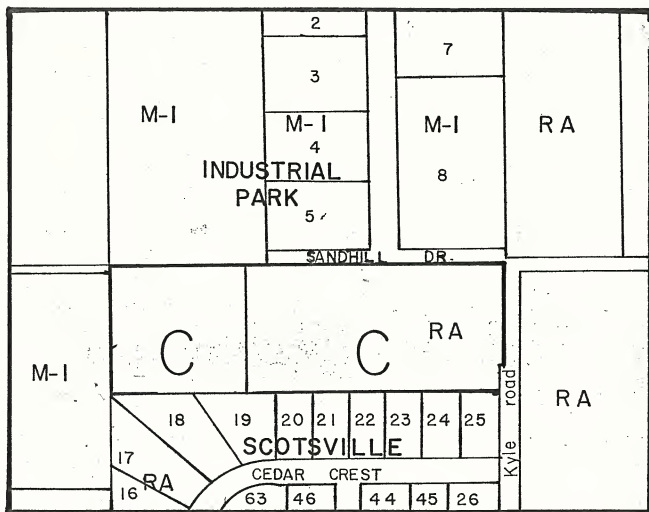 2
7
3
M-I
M-I
M-I
RA
4
8
INDUSTRIAL
PARK
5
SANDHILL DR.
C
C
RA
M-I
RA
Kyle road
18
19
20
21
22
23
24
25
SCOTSVILLE
17
RA
CEDAR CREST
16
63
46
44
45
26